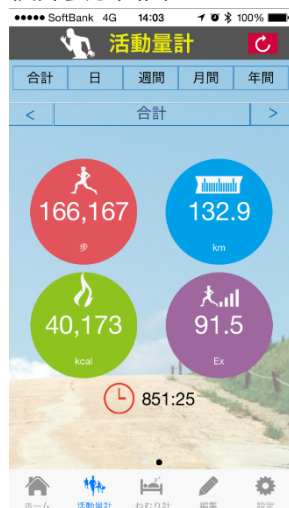 SoftBank 4G 14:03 100%
活動量計
合計 日 週間 月間 年間
< 合計 >
166,167
歩
132.9
km
40,173
kcal
91.5
Ex
851:25
ホーム 活動量計 ねむり計 編集 設定